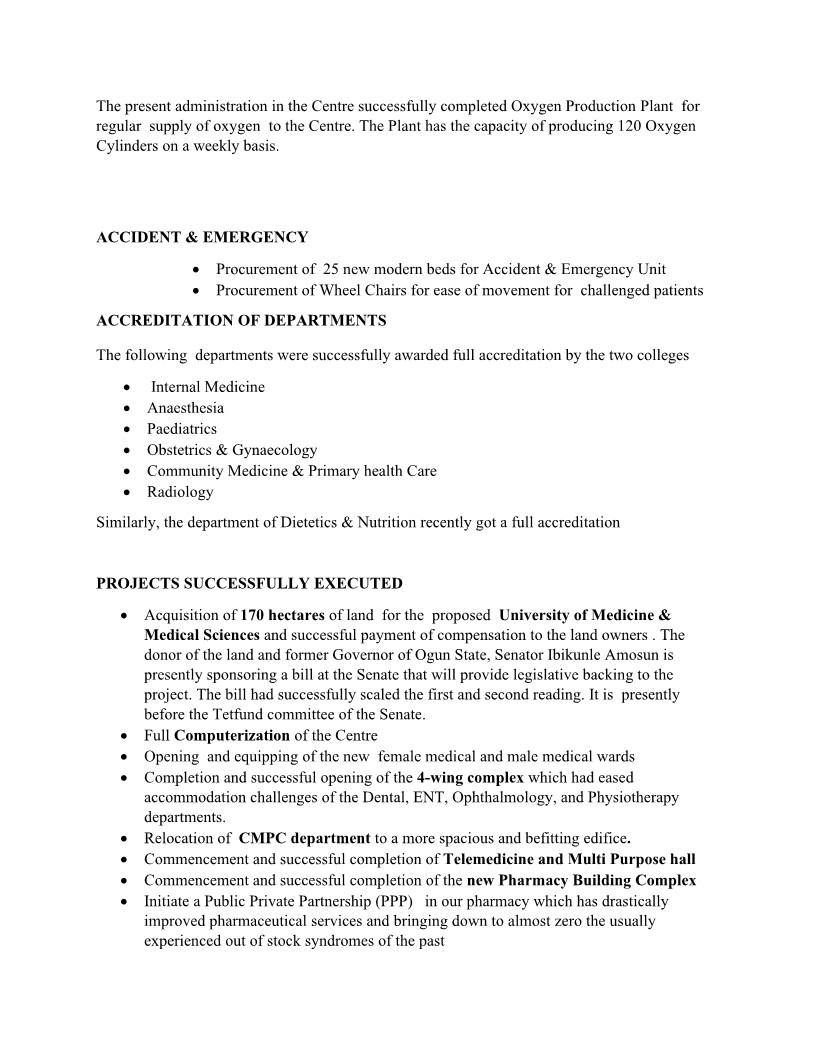 The present administration in the Centre successfully completed Oxygen Production Plant  for
regular  supply of oxygen  to the Centre. The Plant has the capacity of producing 120 Oxygen
Cylinders on a weekly basis.
ACCIDENT & EMERGENCY
• Procurement of  25 new modern beds for Accident & Emergency Unit
• Procurement of Wheel Chairs for ease of movement for  challenged patients
ACCREDITATION OF DEPARTMENTS
The following  departments were successfully awarded full accreditation by the two colleges
• Internal Medicine
• Anaesthesia
• Paediatrics
• Obstetrics & Gynaecology
• Community Medicine & Primary health Care
• Radiology
Similarly, the department of Dietetics & Nutrition recently got a full accreditation
PROJECTS SUCCESSFULLY EXECUTED
• Acquisition of 170 hectares of land  for the  proposed  University of Medicine &
Medical Sciences and successful payment of compensation to the land owners . The
donor of the land and former Governor of Ogun State, Senator Ibikunle Amosun is
presently sponsoring a bill at the Senate that will provide legislative backing to the
project. The bill had successfully scaled the first and second reading. It is  presently
before the Tetfund committee of the Senate.
• Full Computerization of the Centre
• Opening  and equipping of the new  female medical and male medical wards
• Completion and successful opening of the 4-wing complex which had eased
accommodation challenges of the Dental, ENT, Ophthalmology, and Physiotherapy
departments.
• Relocation of  CMPC department to a more spacious and befitting edifice.
• Commencement and successful completion of Telemedicine and Multi Purpose hall
• Commencement and successful completion of the new Pharmacy Building Complex
• Initiate a Public Private Partnership (PPP)   in our pharmacy which has drastically
improved pharmaceutical services and bringing down to almost zero the usually
experienced out of stock syndromes of the past